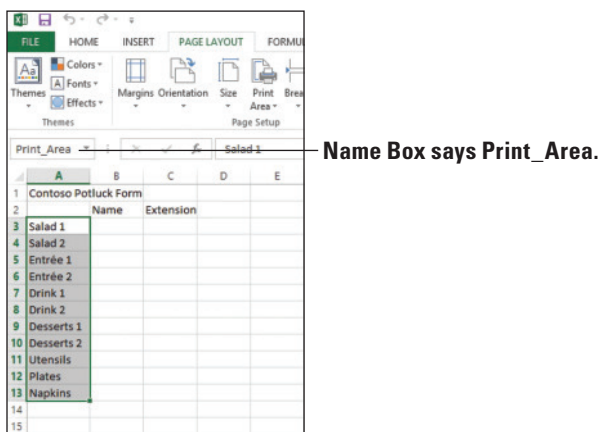 FILE HOME INSERT PAGE LAYOUT FORMU
Aa Colors
A Fonts
Effects
Themes
Margins Orientation Size Print Area Brea
Themes Page Setup
Print_Area fx Salad 1
Name Box says Print_Area.
A B C D E
1 Contoso Potluck Form
2 Name Extension
3 Salad 1
4 Salad 2
5 Entrée 1
6 Entrée 2
7 Drink 1
8 Drink 2
9 Desserts 1
10 Desserts 2
11 Utensils
12 Plates
13 Napkins
14
15